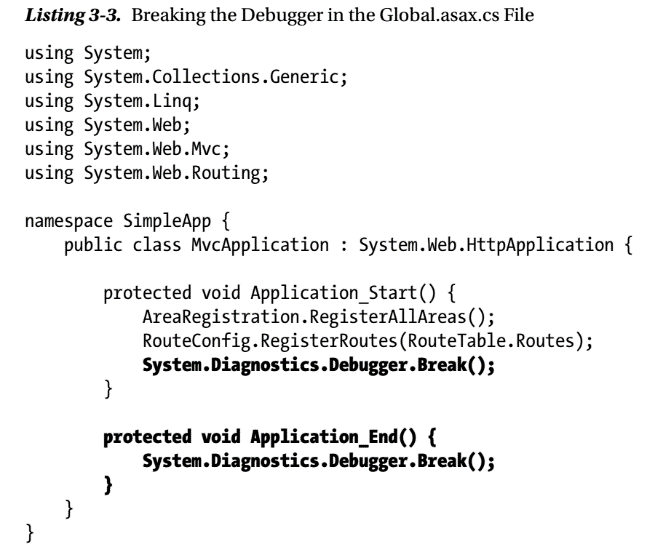 Listing 3-3. Breaking the Debugger in the Global.asax.cs File
using System;
using System.Collections.Generic;
using System.Linq;
using System.Web;
using System.Web.Mvc;
using System.Web.Routing;

namespace SimpleApp {
    public class MvcApplication : System.Web.HttpApplication {

        protected void Application_Start() {
            AreaRegistration.RegisterAllAreas();
            RouteConfig.RegisterRoutes(RouteTable.Routes);
            System.Diagnostics.Debugger.Break();
        }

        protected void Application_End() {
            System.Diagnostics.Debugger.Break();
        }
    }
}